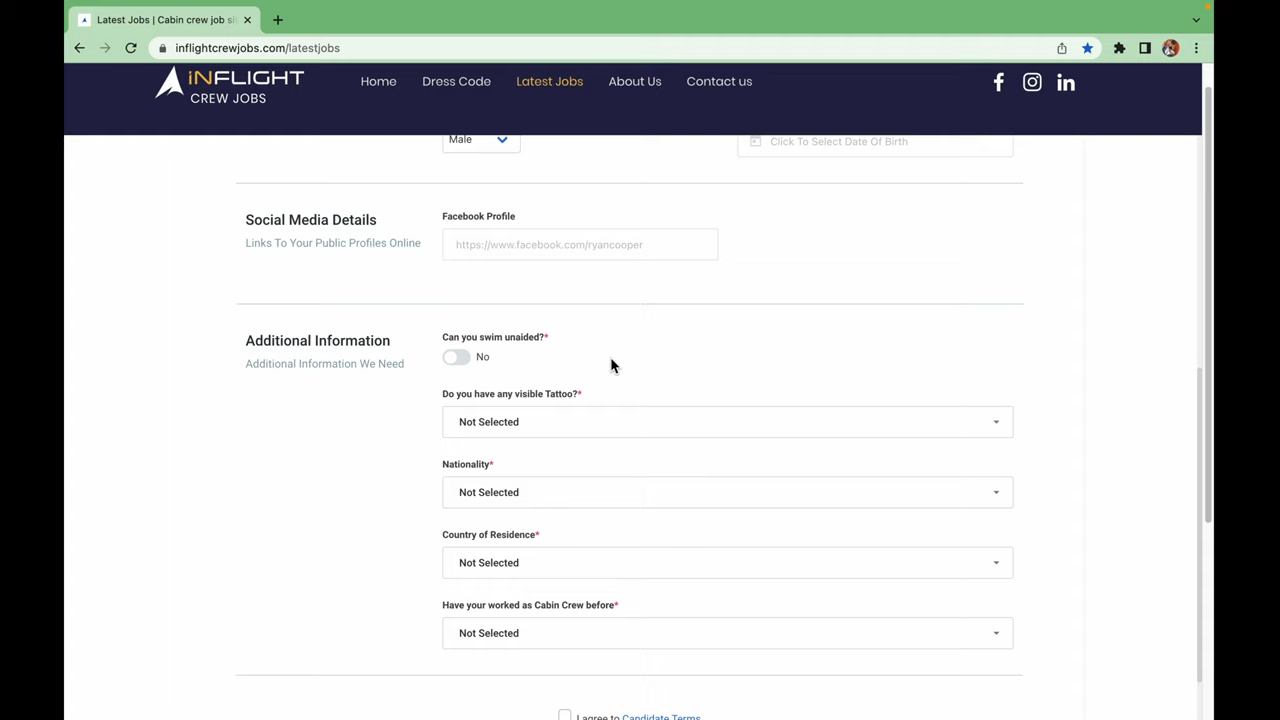 Latest Jobs | Cabin crew job si
inflightcrewjobs.com/latestjobs
INFLIGHT
CREW JOBS
Home
Dress Code
Latest Jobs
About Us
Contact us
Male
Click To Select Date Of Birth
Social Media Details
Links To Your Public Profiles Online
Facebook Profile
https://www.facebook.com/ryancooper
Additional Information
Additional Information We Need
Can you swim unaided?*
No
Do you have any visible Tattoo?*
Not Selected
Nationality*
Not Selected
Country of Residence*
Not Selected
Have your worked as Cabin Crew before*
Not Selected
I agree to Candidate Terms